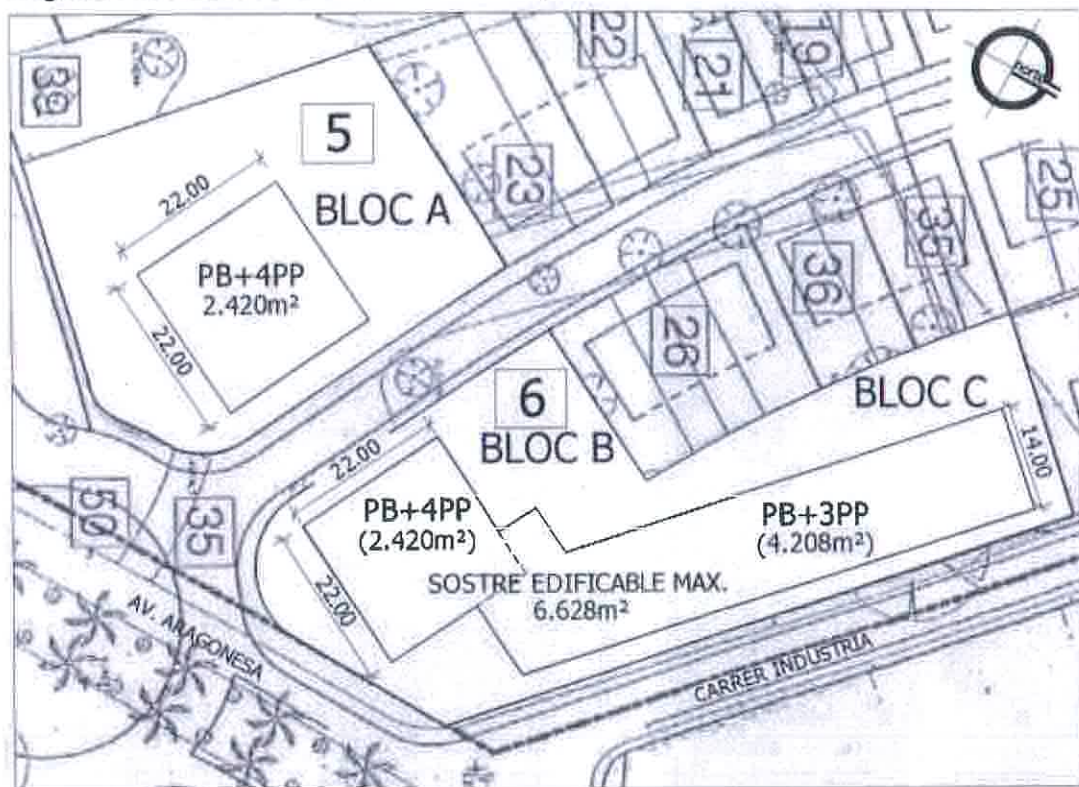 39
5
22
21
19
nord
23
25
22.00
BLOC A
PB+4PP
2.420m²
22.00
35
36
26
6
BLOC B
BLOC C
14.00
22.00
PB+4PP
(2.420m²)
PB+3PP
(4.208m²)
50
35
SOSTRE EDIFICABLE MAX.
6.628m²
22.00
AV. ARAGONESA
CARRER INDUSTRIA